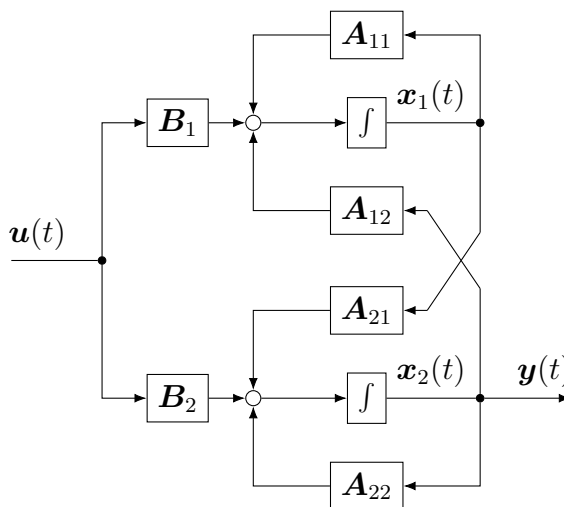 A₁₁
x₁(t)
B₁
∫
A₁₂
u(t)
A₂₁
x₂(t)
y(t)
B₂
∫
A₂₂